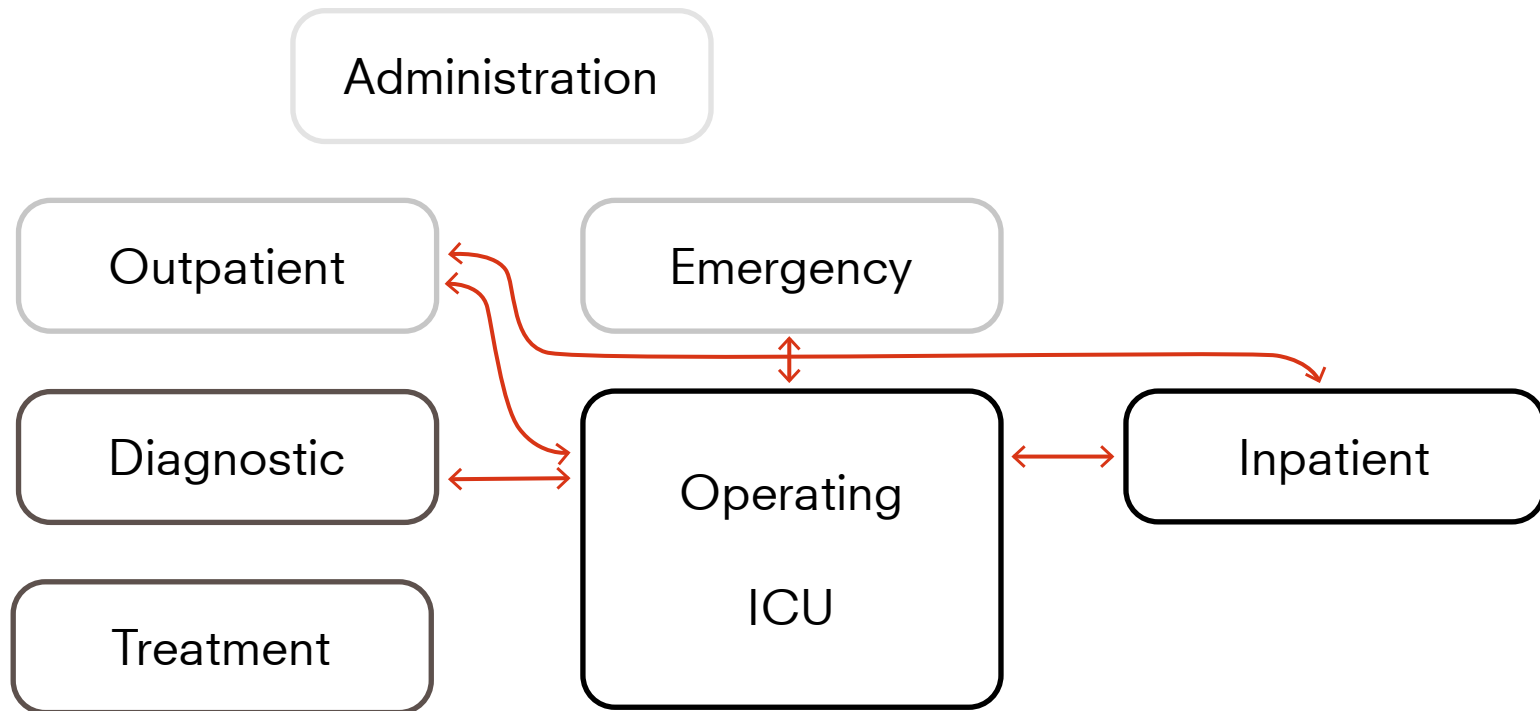 Administration
Outpatient
Emergency
Diagnostic
Operating
ICU
Inpatient
Treatment